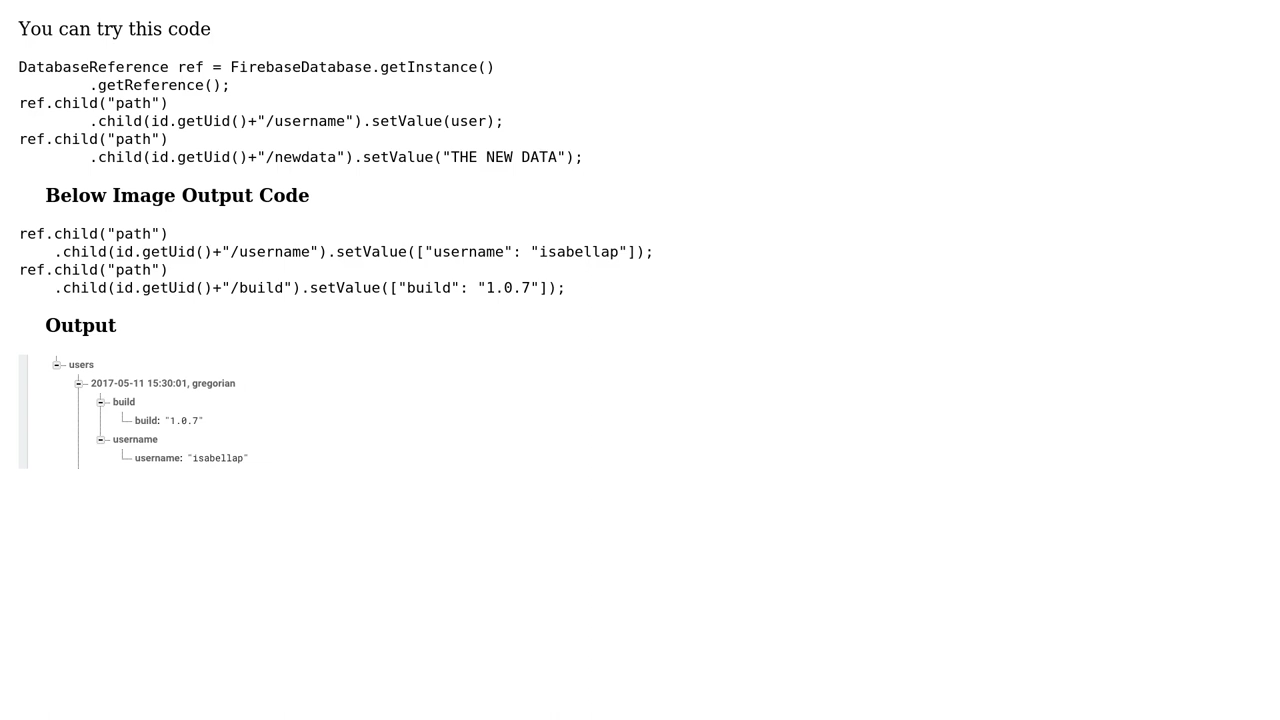 You can try this code
DatabaseReference ref = FirebaseDatabase.getInstance()
        .getReference();
ref.child("path")
        .child(id.getUid()+"/username").setValue(user);
ref.child("path")
        .child(id.getUid()+"/newdata").setValue("THE NEW DATA");
Below Image Output Code
ref.child("path")
    .child(id.getUid()+"/username").setValue(["username": "isabellap"]);
ref.child("path")
    .child(id.getUid()+"/build").setValue(["build": "1.0.7"]);
Output
users
2017-05-11 15:30:01, gregorian
build
build: "1.0.7"
username
username: "isabellap"